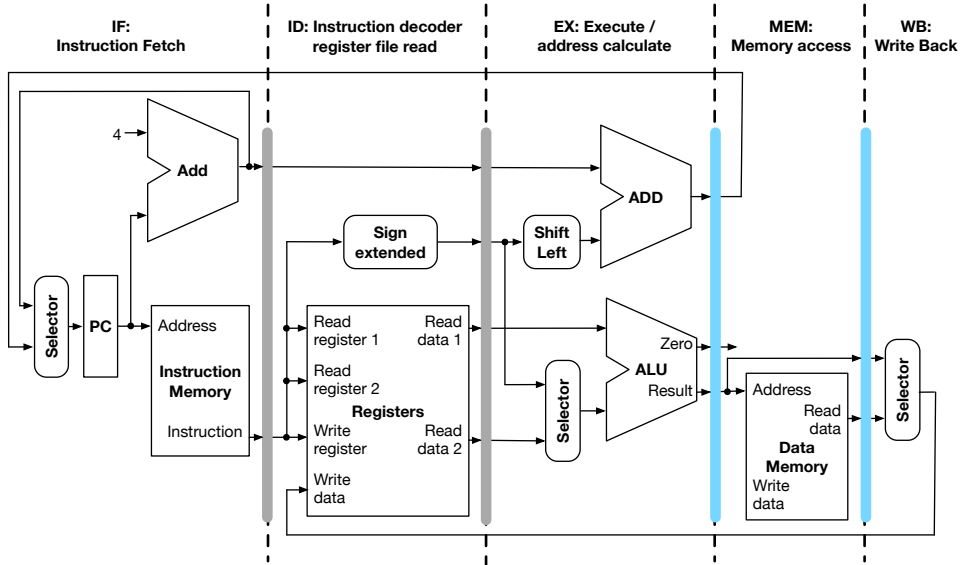 IF:
Instruction Fetch
ID: Instruction decoder
register file read
EX: Execute /
address calculate
MEM:
Memory access
WB:
Write Back
4
Add
ADD
Sign
extended
Shift
Left
Selector
PC
Address
Instruction
Memory
Instruction
Read
register 1
Read
data 1
Read
register 2
Registers
Write
register
Read
data 2
Write
data
Selector
Zero
ALU
Result
Address
Read
data
Data
Memory
Write
data
Selector